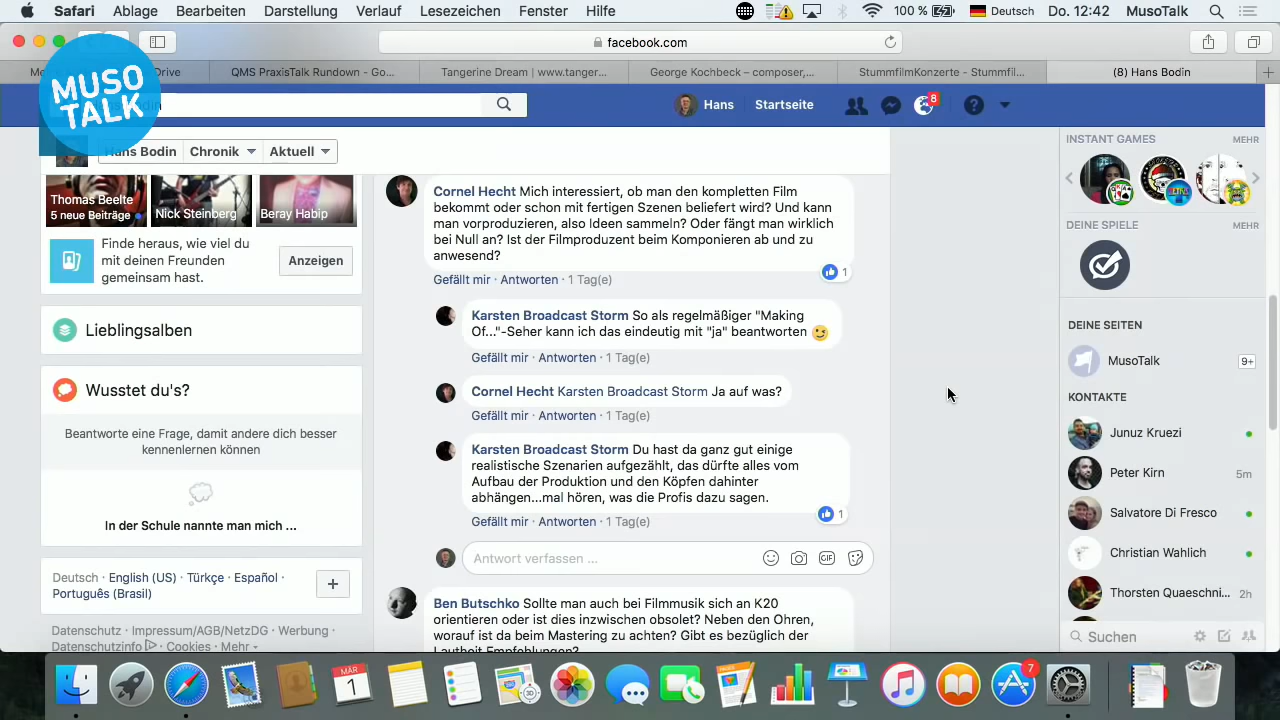 Safari Ablage Bearbeiten Darstellung Verlauf Lesezeichen Fenster Hilfe 100 % Deutsch Do. 12:42 MusoTalk
facebook.com
Drive QMS PraxisTalk Rundown - Go... Tangerine Dream | www.tanger... George Kochbeck – composer,... StummfilmKonzerte - Stummfil... (8) Hans Bodin
MUSO
TALK
Hans Startseite 8
Hans Bodin Chronik Aktuell
Thomas Beelte
5 neue Beiträge
Nick Steinberg
Beray Habip
Finde heraus, wie viel du
mit deinen Freunden
gemeinsam hast.
Anzeigen
Lieblingsalben
Wusstet du's?
Beantworte eine Frage, damit andere dich besser
kennenlernen können
In der Schule nannte man mich ...
Deutsch · English (US) · Türkçe · Español ·
Português (Brasil)
Datenschutz · Impressum/AGB/NetzDG · Werbung ·
Datenschutzinfo · Cookies · Mehr
Cornel Hecht Mich interessiert, ob man den kompletten Film
bekommt oder schon mit fertigen Szenen beliefert wird? Und kann
man vorproduzieren, also Ideen sammeln? Oder fängt man wirklich
bei Null an? Ist der Filmproduzent beim Komponieren ab und zu
anwesend?
1
Gefällt mir · Antworten · 1 Tag(e)
Karsten Broadcast Storm So als regelmäßiger "Making
Of..."-Seher kann ich das eindeutig mit "ja" beantworten 😉
Gefällt mir · Antworten · 1 Tag(e)
Cornel Hecht Karsten Broadcast Storm Ja auf was?
Gefällt mir · Antworten · 1 Tag(e)
Karsten Broadcast Storm Du hast da ganz gut einige
realistische Szenarien aufgezählt, das dürfte alles vom
Aufbau der Produktion und den Köpfen dahinter
abhängen...mal hören, was die Profis dazu sagen.
1
Gefällt mir · Antworten · 1 Tag(e)
Antwort verfassen ...
GIF
Ben Butschko Sollte man auch bei Filmmusik sich an K20
orientieren oder ist dies inzwischen obsolet? Neben den Ohren,
worauf ist da beim Mastering zu achten? Gibt es bezüglich der
Lautheit Empfehlungen?
INSTANT GAMES MEHR
DEINE SPIELE MEHR
DEINE SEITEN
MusoTalk 9+
KONTAKTE
Junuz Kruezi
Peter Kirn 5m
Salvatore Di Fresco
Christian Wahlich
Thorsten Quaeschni... 2h
Suchen
MÄR
1
3D
7